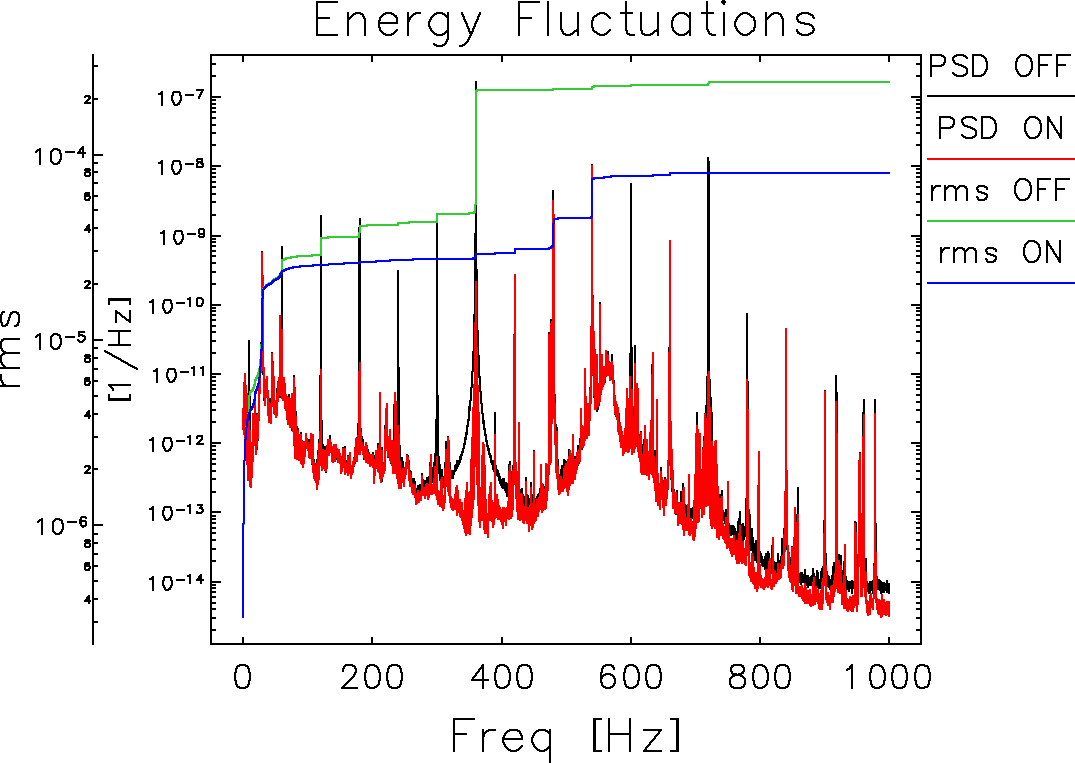 Energy Fluctuations
PSD OFF
PSD ON
rms OFF
rms ON
rms
2
10-4
8
6
4
2
10-5
8
6
4
2
10-6
8
6
4
[1/Hz]
10-7
10-8
10-9
10-10
10-11
10-12
10-13
10-14
0 200 400 600 800 1000
Freq [Hz]